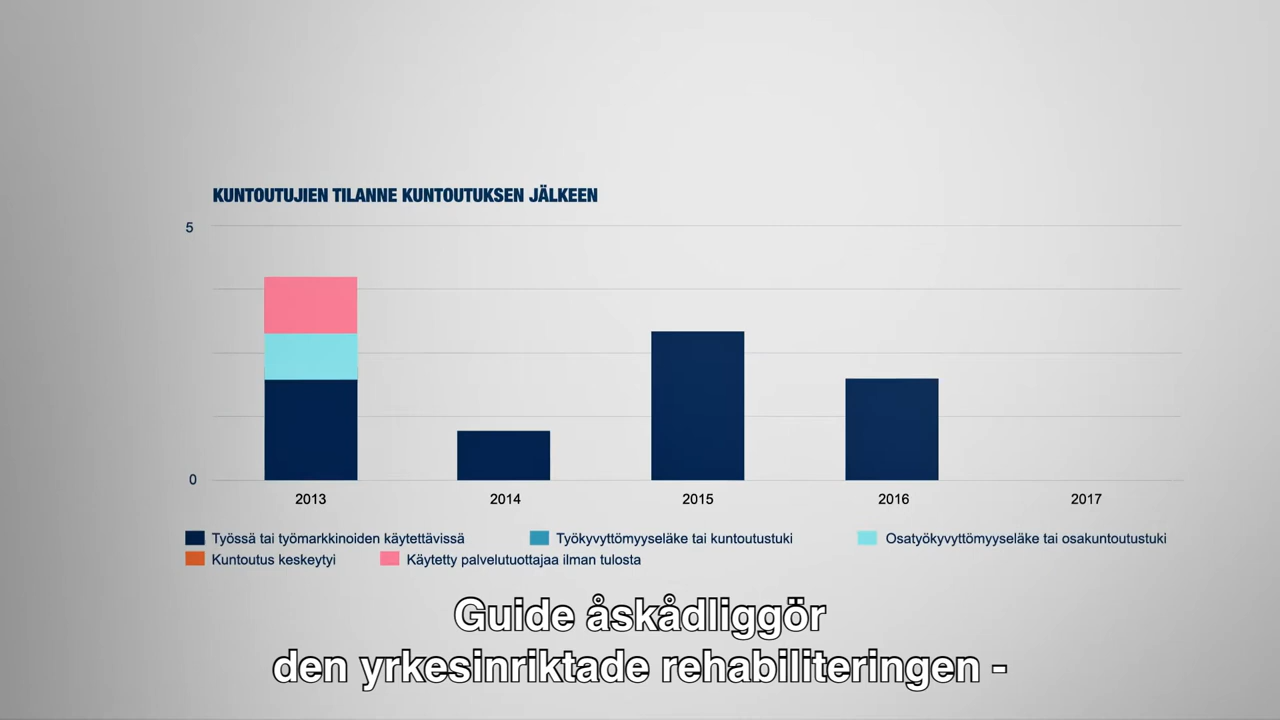 KUNTOUTUJIEN TILANNE KUNTOUTUKSEN JÄLKEEN
5
0
2013 2014 2015 2016 2017
Työssä tai työmarkkinoiden käytettävissä Työkyvyttömyyseläke tai kuntoutustuki Osatyökyvyttömyyseläke tai osakuntoutustuki
Kuntoutus keskeytyi Käytetty palvelutuottajaa ilman tulosta
Guide åskådliggör
den yrkesinriktade rehabiliteringen -